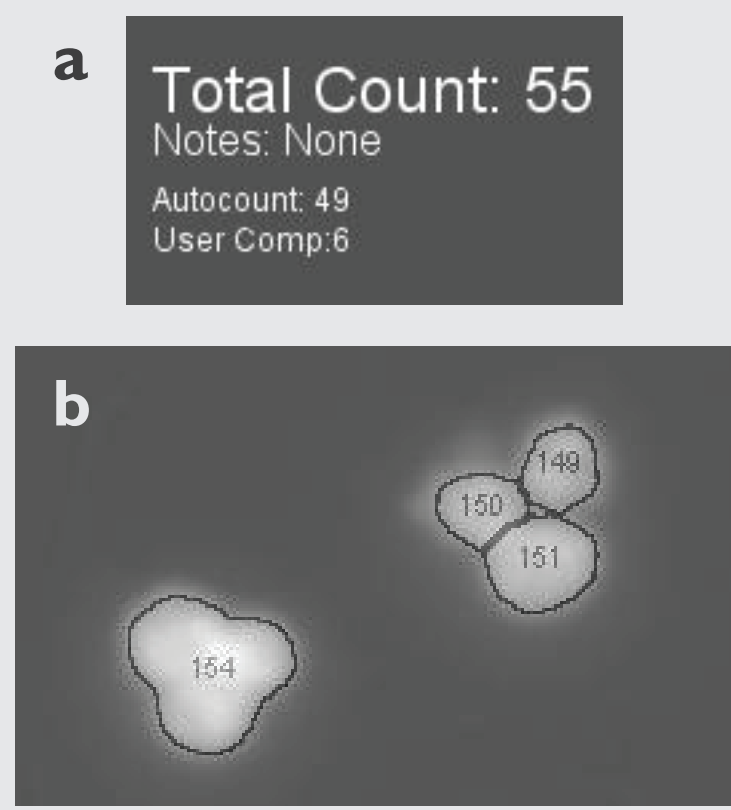 a
Total Count: 55
Notes: None
Autocount: 49
User Comp:6
b
149
150
151
154